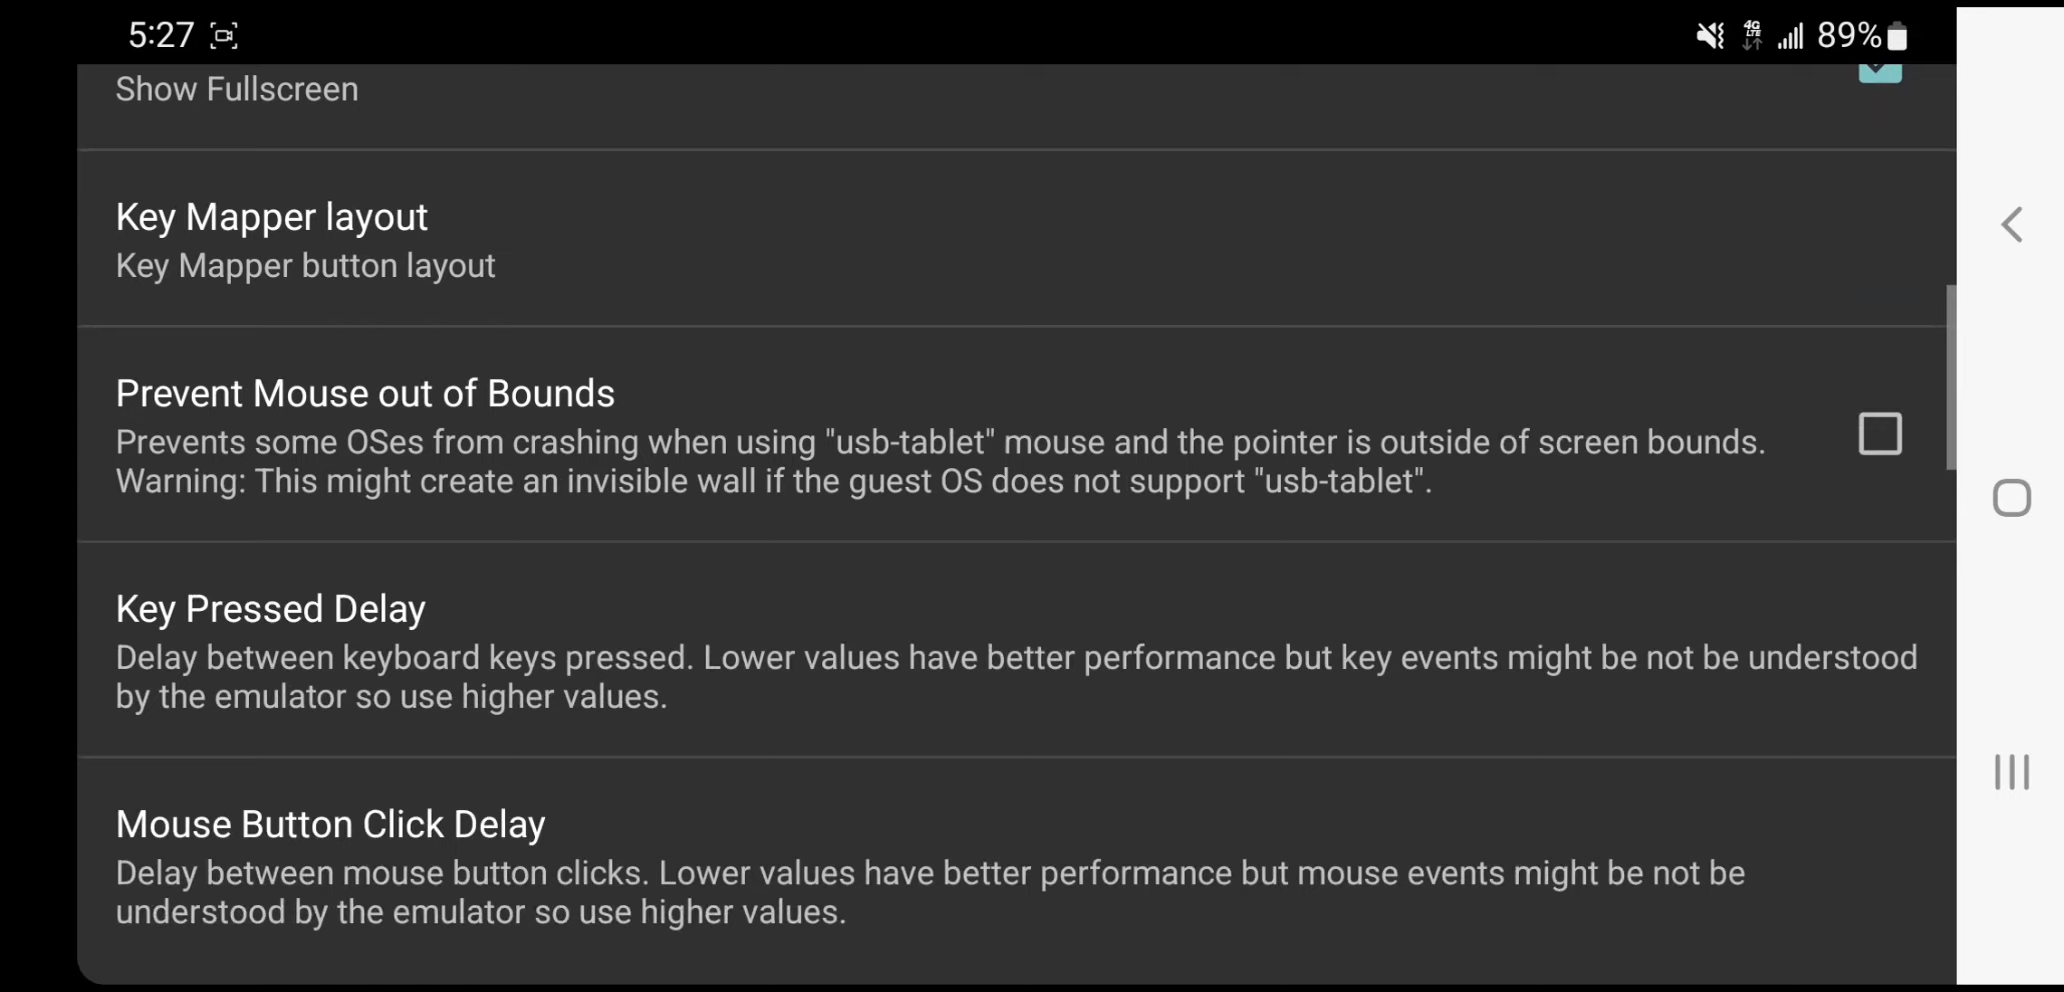 5:27
4G
LTE
89%
Show Fullscreen
Key Mapper layout
Key Mapper button layout
Prevent Mouse out of Bounds
Prevents some OSes from crashing when using "usb-tablet" mouse and the pointer is outside of screen bounds.
Warning: This might create an invisible wall if the guest OS does not support "usb-tablet".
Key Pressed Delay
Delay between keyboard keys pressed. Lower values have better performance but key events might be not be understood
by the emulator so use higher values.
Mouse Button Click Delay
Delay between mouse button clicks. Lower values have better performance but mouse events might be not be
understood by the emulator so use higher values.